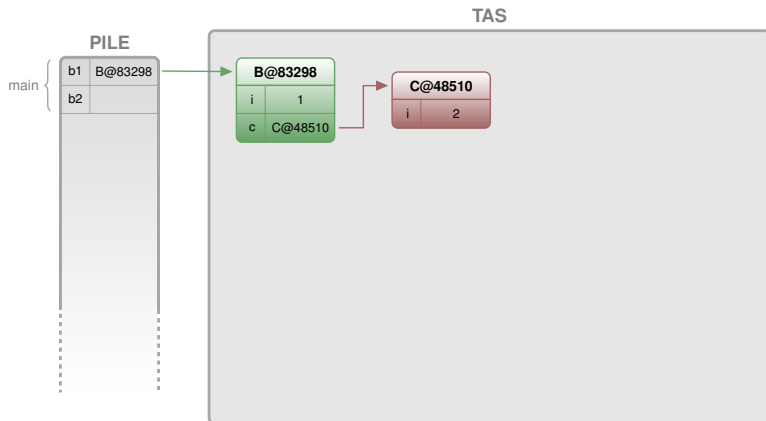 TAS
PILE
main
b1 B@83298
b2
B@83298
i 1
c C@48510
C@48510
i 2